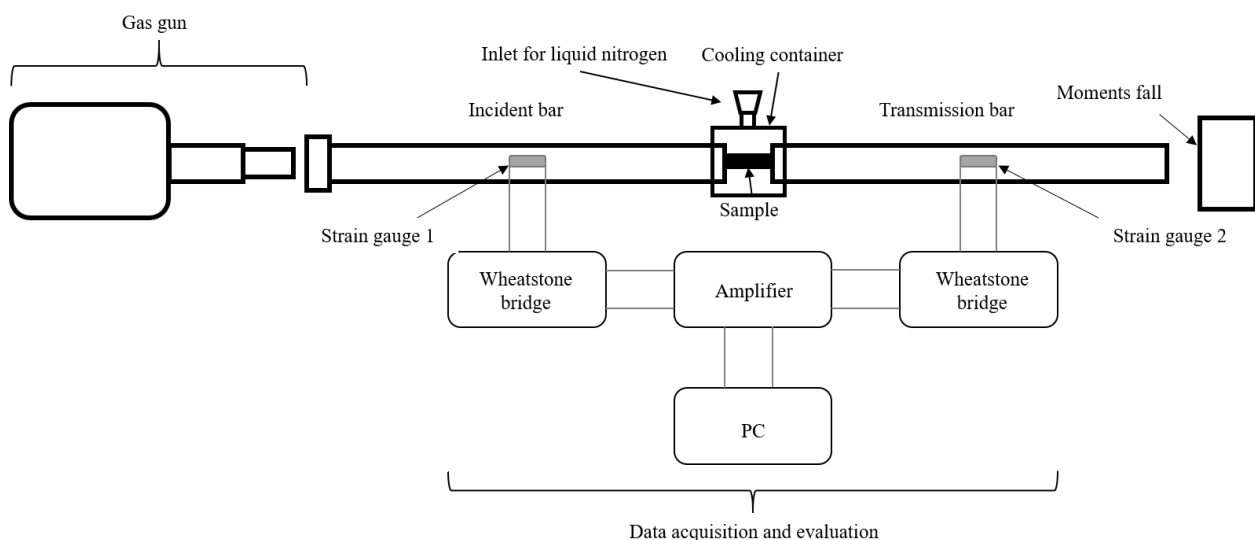 Gas gun
Inlet for liquid nitrogen
Cooling container
Moments fall
Incident bar
Transmission bar
Sample
Strain gauge 1
Strain gauge 2
Wheatstone
bridge
Amplifier
Wheatstone
bridge
PC
Data acquisition and evaluation